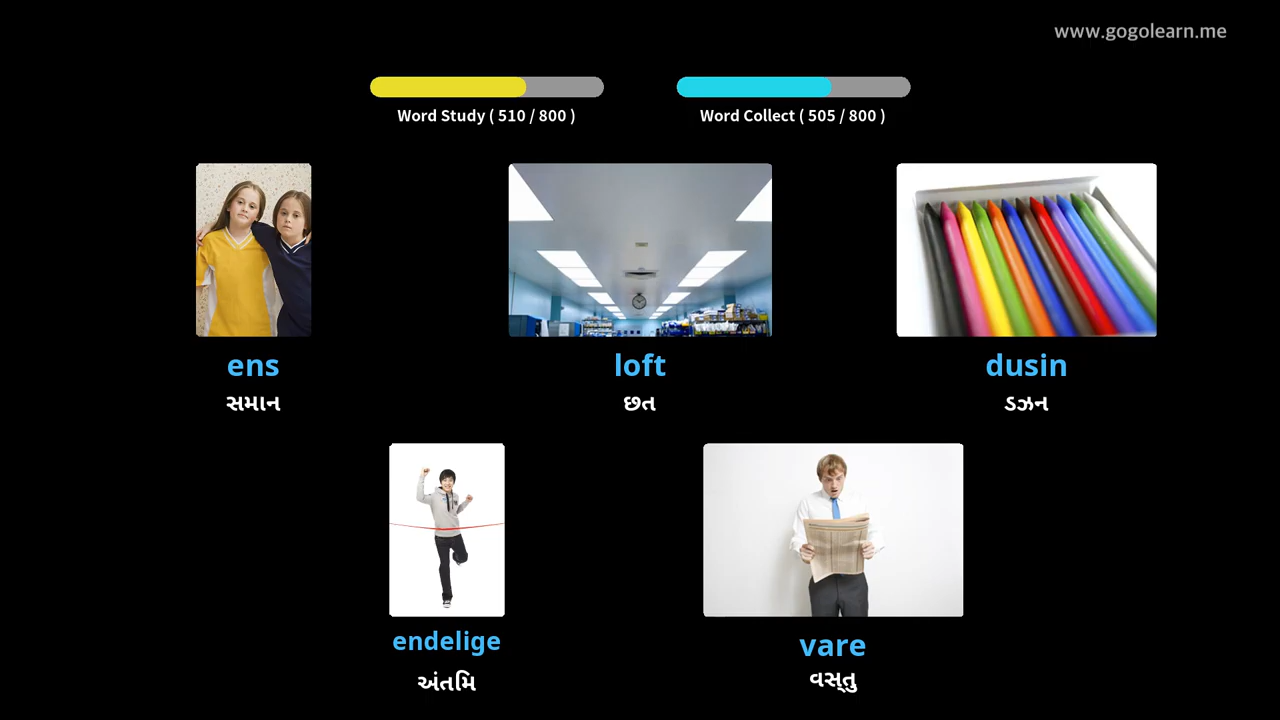 www.gogolearn.me
Word Study ( 510 / 800 )
Word Collect ( 505 / 800 )
ens
સમાન
loft
છત
dusin
ડઝન
endelige
અંતમિ
vare
વસ્તુ